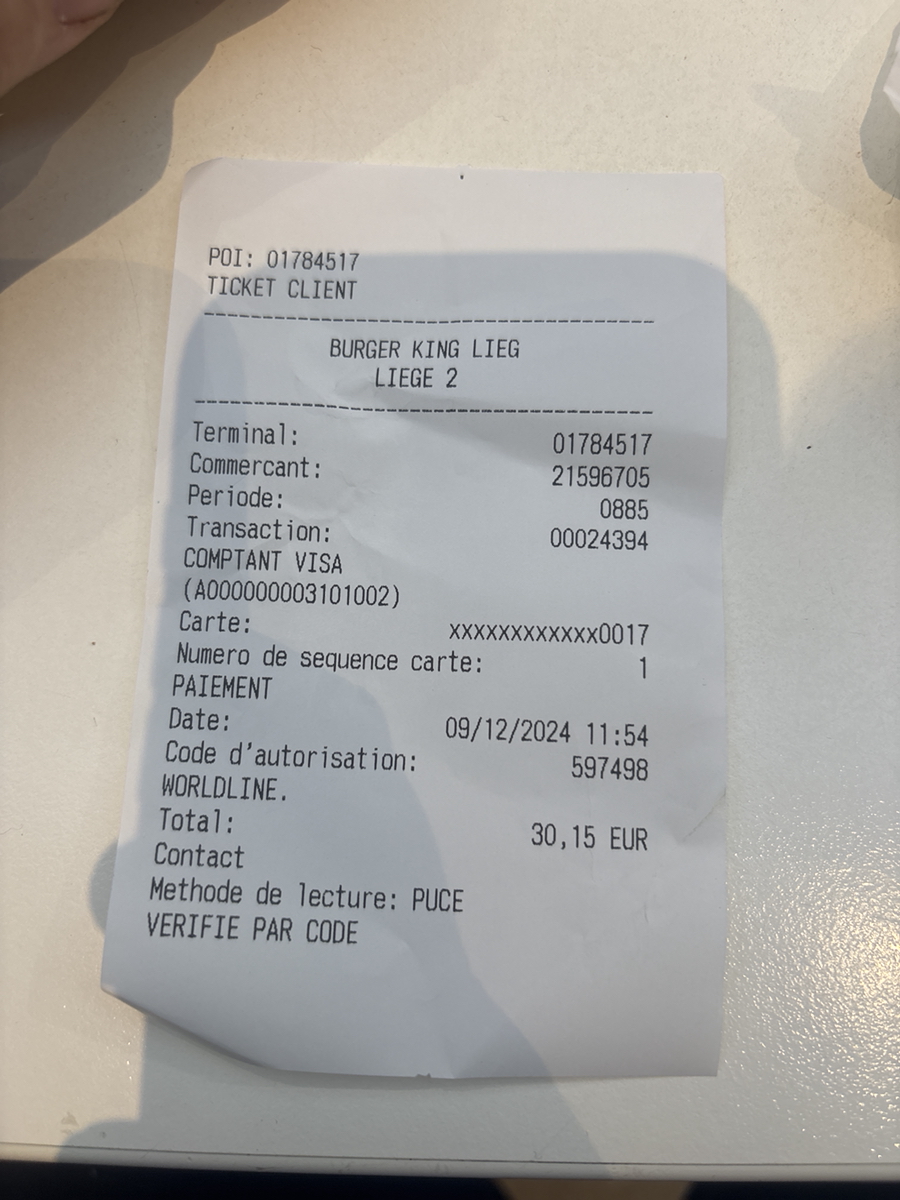 POI: 01784517
TICKET CLIENT
BURGER KING LIEG
LIEGE 2
Terminal: 01784517
Commercant: 21596705
Periode: 0885
Transaction: 00024394
COMPTANT VISA
(A000000003101002)
Carte: xxxxxxxxxxxx0017
Numero de sequence carte: 1
PAIEMENT
Date: 09/12/2024 11:54
Code d'autorisation: 597498
WORLDLINE.
Total: 30,15 EUR
Contact
Methode de lecture: PUCE
VERIFIE PAR CODE